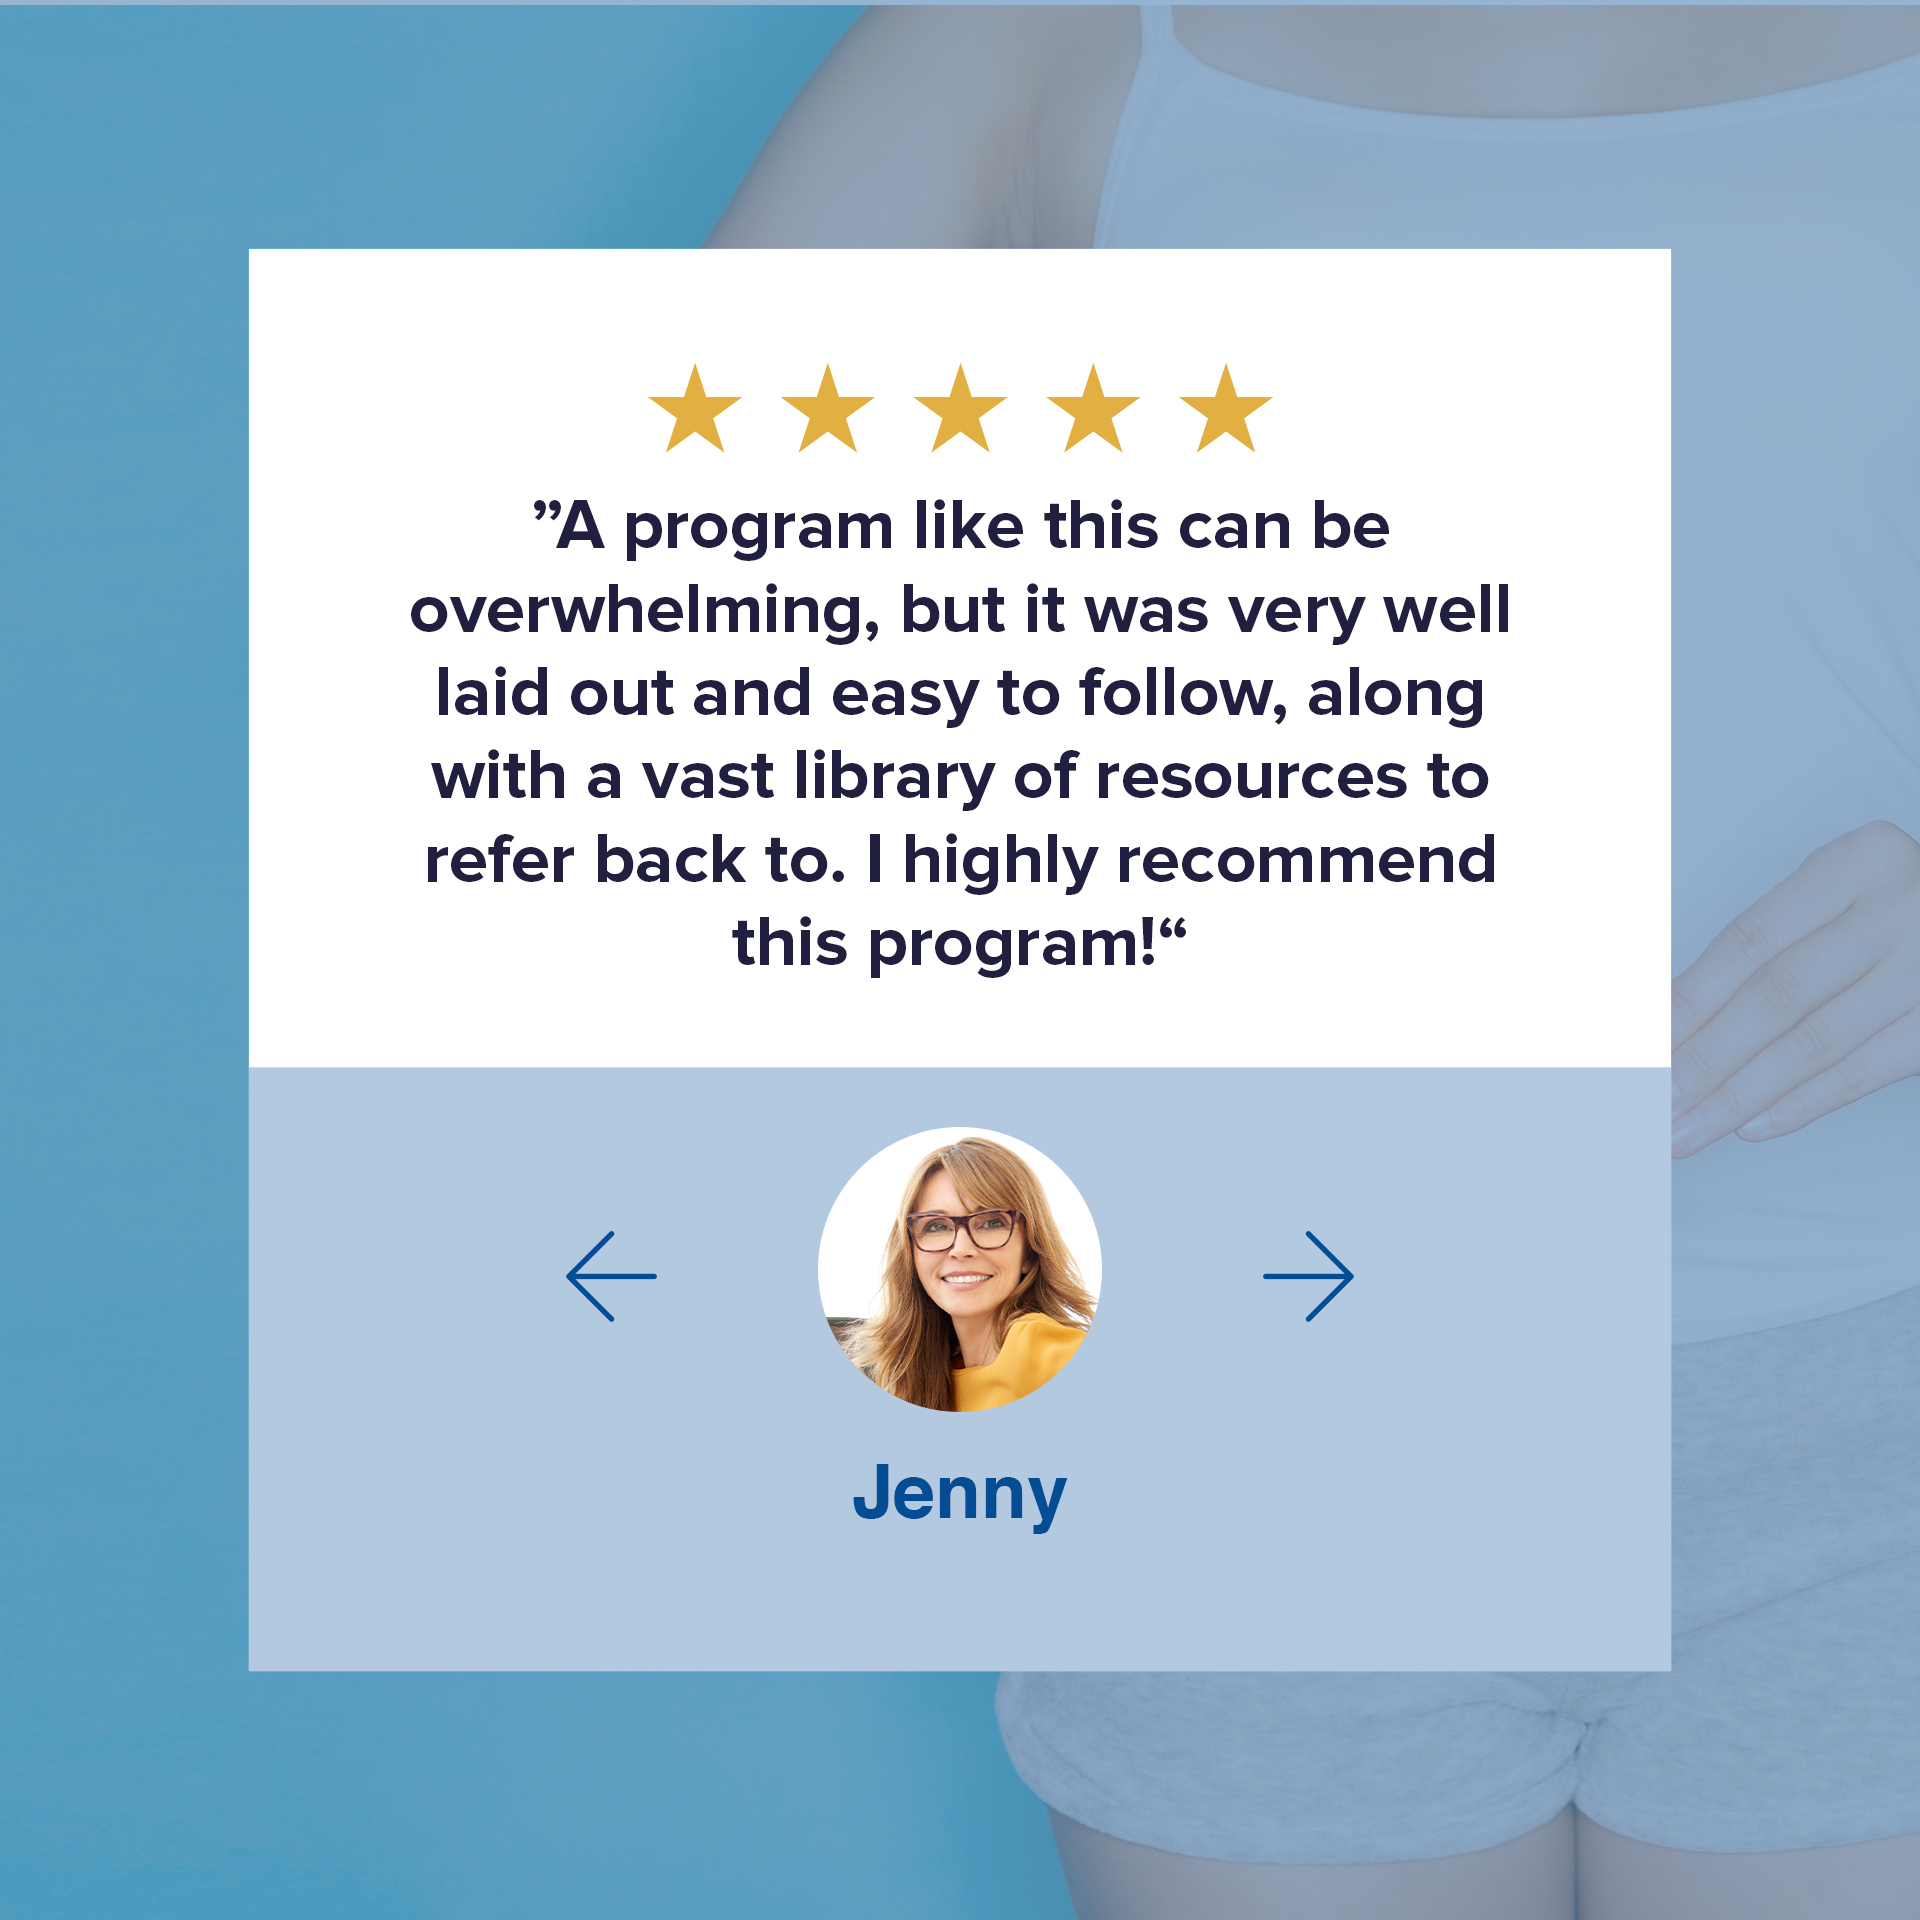 ”A program like this can be
overwhelming, but it was very well
laid out and easy to follow, along
with a vast library of resources to
refer back to. I highly recommend
this program!“
Jenny